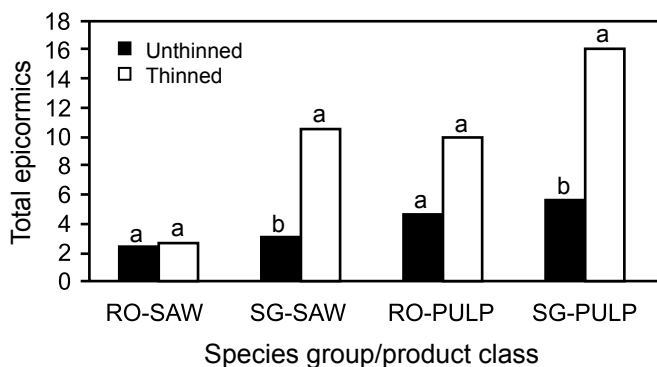 18
16
14
12
10
8
6
4
2
0
Total epicormics
Unthinned
Thinned
a a
b a
a a
b a
RO-SAW SG-SAW RO-PULP SG-PULP
Species group/product class